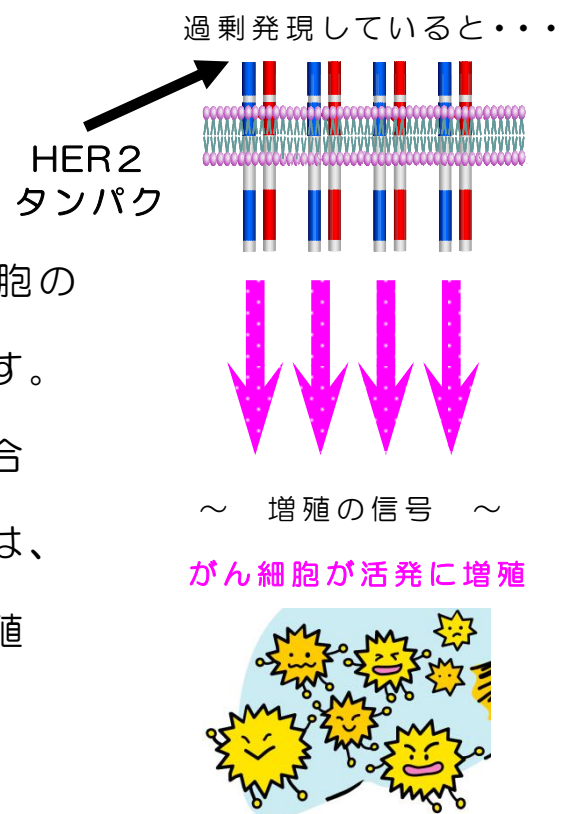 過剰発現していると・・・
HER2
タンパク
胞の
す。
合
は、
殖
～　増殖の信号　～
がん細胞が活発に増殖